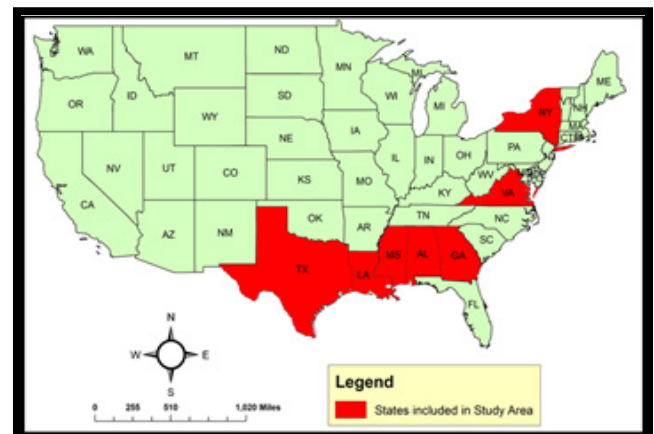 WA
MT
ND
MN
ME
OR
ID
WY
SD
WI
MI
MI
VT
NH
NY
MA
CT
RI
NE
IA
PA
NV
UT
CO
IL
IN
OH
WV
VA
CA
KS
MO
KY
AZ
NM
OK
AR
TN
NC
SC
TX
LA
MS
AL
GA
FL
N
W E
S
0 255 510 1,020 Miles
Legend
States included in Study Area